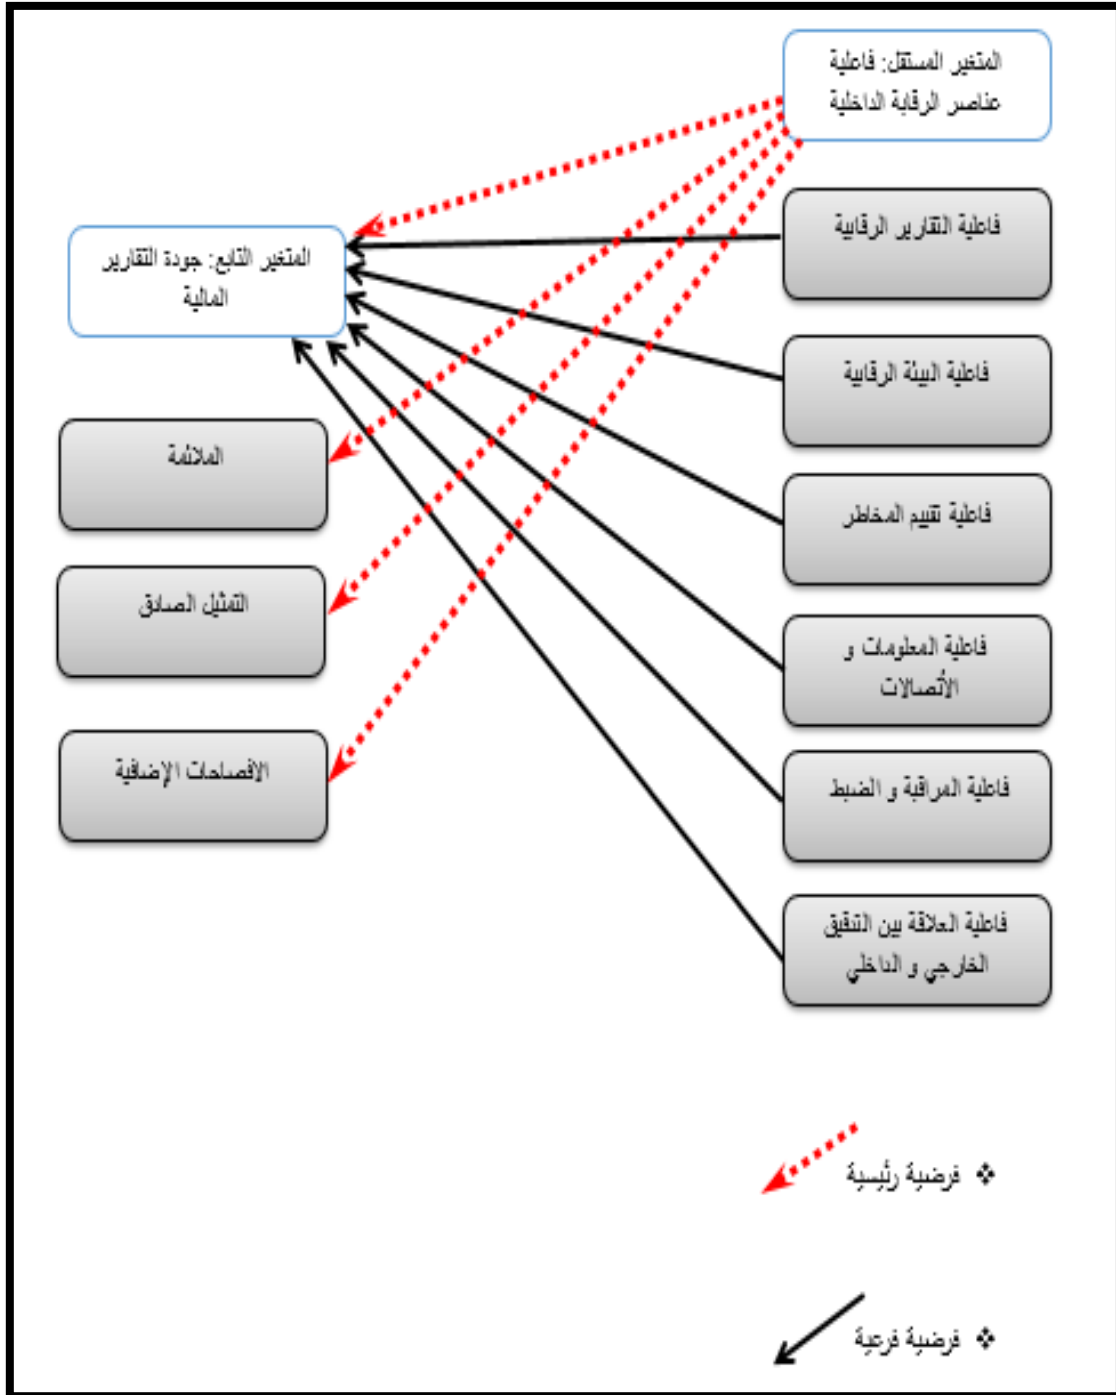 المتغير المستقل: فاعلية
عناصر الرقابة الداخلية
فاعلية التقارير الرقابية
فاعلية البيئة الرقابية
فاعلية تقييم المخاطر
فاعلية المعلومات و
الأتصالات
فاعلية المراقبة و الضبط
فاعلية العلاقة بين التدقيق
الخارجي و الداخلي
المتغير التابع: جودة التقارير
المالية
الملائمة
التمثيل الصادق
الافصاحات الإضافية
❖ فرضية رئيسية
❖ فرضية فرعية